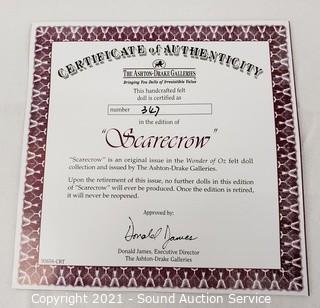 CERTIFICATE OF AUTHENTICITY
THE ASHTON-DRAKE GALLERIES
Bringing You Dolls of Irresistible Value
This handcrafted felt
doll is certified as
number 367
in the edition of
"Scarecrow"
"Scarecrow" is an original issue in the Wonder of Oz felt doll
collection and issued by The Ashton-Drake Galleries.
Upon the retirement of this issue, no further dolls in this edition
of "Scarecrow" will ever be produced. Once the edition is retired,
it will never be reopened.
Approved by:
Donald James
Donald James, Executive Director
The Ashton-Drake Galleries
Copyright 2021 - Sound Auction Service